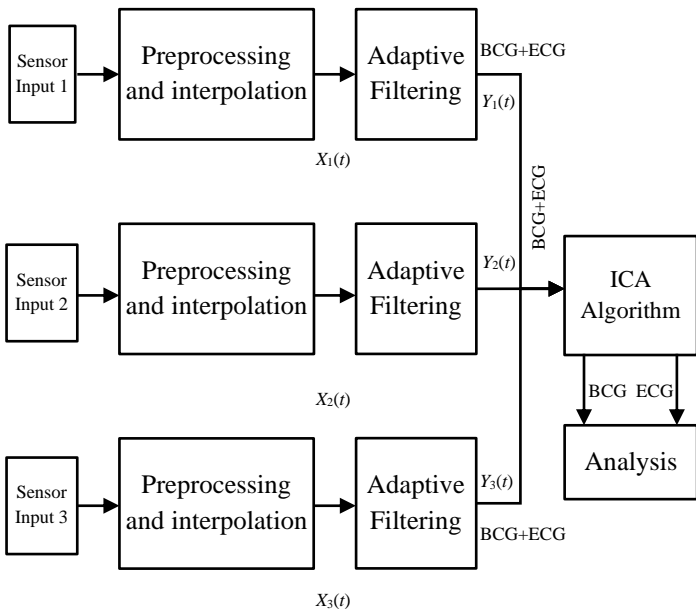 Sensor
Input 1
Preprocessing
and interpolation
Adaptive
Filtering
BCG+ECG
Y1(t)
X1(t)
BCG+ECG
Sensor
Input 2
Preprocessing
and interpolation
Adaptive
Filtering
Y2(t)
ICA
Algorithm
X2(t)
BCG ECG
Analysis
Sensor
Input 3
Preprocessing
and interpolation
Adaptive
Filtering
Y3(t)
BCG+ECG
X3(t)